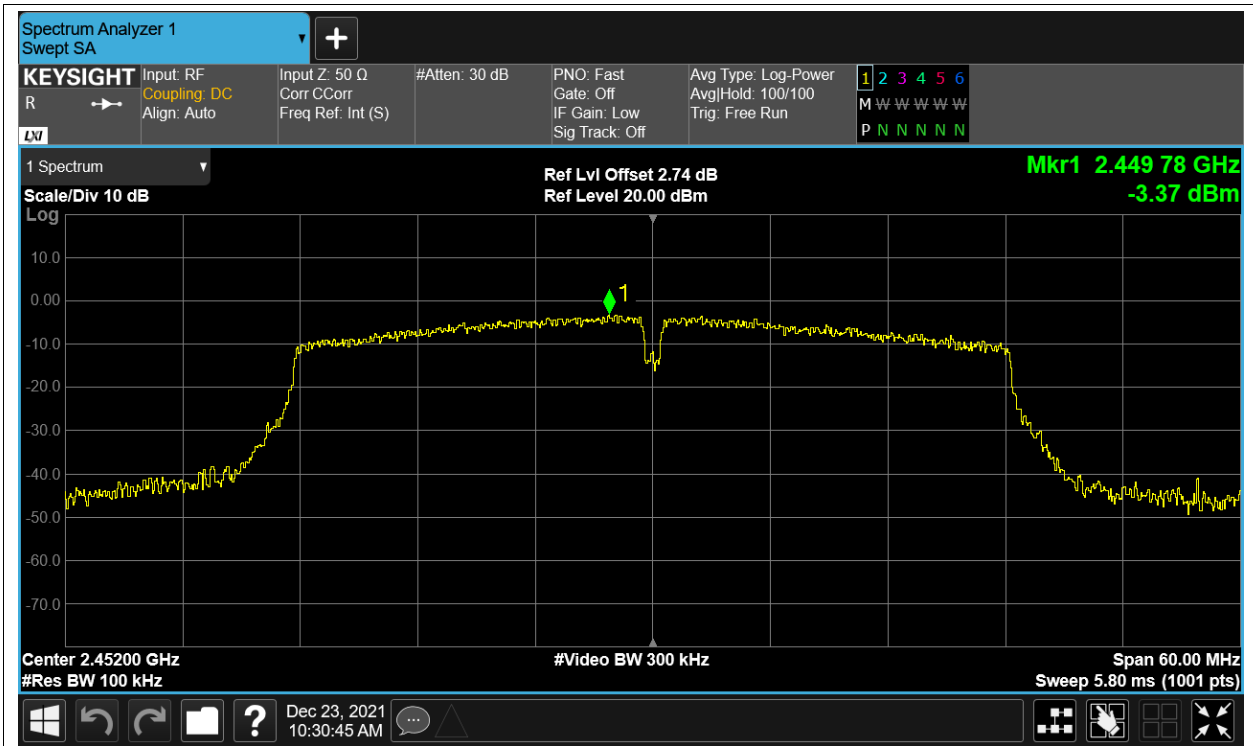 Spectrum Analyzer 1
Swept SA
KEYSIGHT
R
LXI
Input: RF
Coupling: DC
Align: Auto
Input Z: 50 Ω
Corr CCorr
Freq Ref: Int (S)
#Atten: 30 dB
PNO: Fast
Gate: Off
IF Gain: Low
Sig Track: Off
Avg Type: Log-Power
Avg|Hold: 100/100
Trig: Free Run
1 2 3 4 5 6
M W W W W W
P N N N N N
1 Spectrum
Scale/Div 10 dB
Log
Ref Lvl Offset 2.74 dB
Ref Level 20.00 dBm
Mkr1 2.449 78 GHz
-3.37 dBm
10.0
0.00
-10.0
-20.0
-30.0
-40.0
-50.0
-60.0
-70.0
1
Center 2.45200 GHz
#Res BW 100 kHz
#Video BW 300 kHz
Span 60.00 MHz
Sweep 5.80 ms (1001 pts)
?
Dec 23, 2021
10:30:45 AM